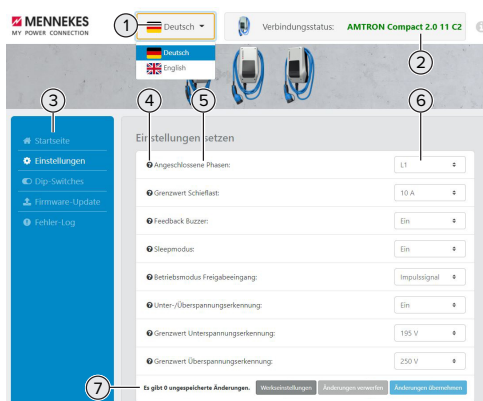 MENNEKES
MY POWER CONNECTION
1
Deutsch
Verbindungsstatus: AMTRON Compact 2.0 11 C2
Deutsch
English
2
3
4
5
6
Startseite
Einstellungen
Dip-Switches
Firmware-Update
Fehler-Log
Einstellungen setzen
Angeschlossene Phasen: L1
Grenzwert Schieflast: 10 A
Feedback Buzzer: Ein
Sleepmodus: Ein
Betriebsmodus Freigabeeingang: Impulssignal
Unter-/Überspannungserkennung: Ein
Grenzwert Unterspannungserkennung: 195 V
Grenzwert Überspannungserkennung: 250 V
7
Es gibt 0 ungespeicherte Änderungen. Werkseinstellungen Änderungen verwerfen Änderungen übernehmen